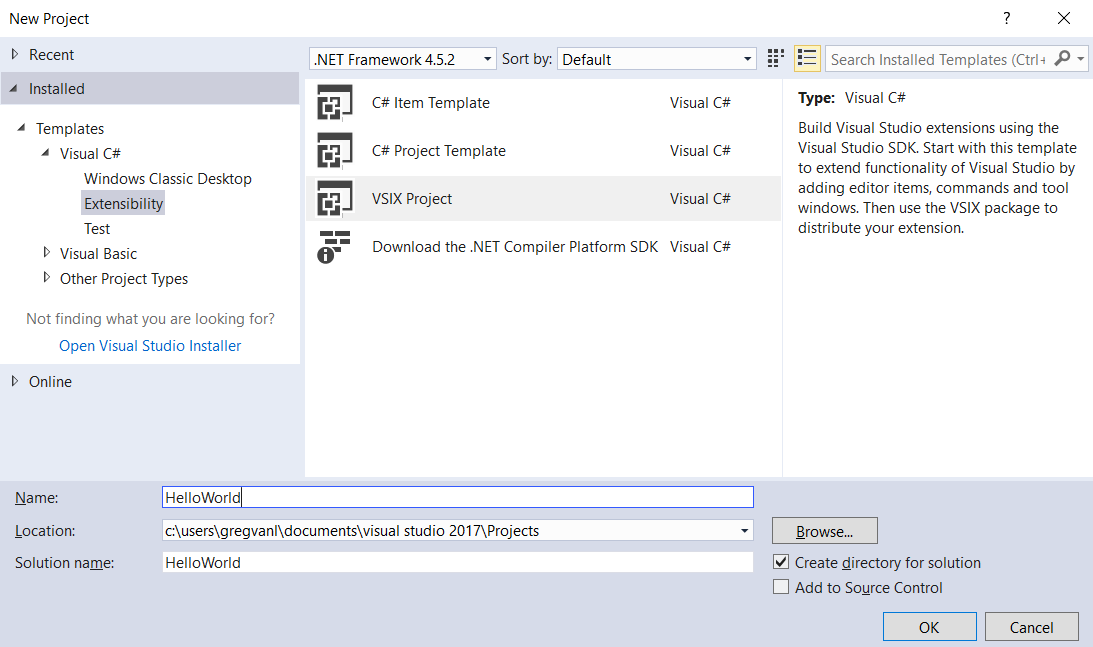 New Project
?
Recent
Installed
Templates
Visual C#
Windows Classic Desktop
Extensibility
Test
Visual Basic
Other Project Types
Not finding what you are looking for?
Open Visual Studio Installer
Online
.NET Framework 4.5.2
Sort by:
Default
Search Installed Templates (Ctrl+
C# Item Template Visual C#
C# Project Template Visual C#
VSIX Project Visual C#
Download the .NET Compiler Platform SDK Visual C#
Type: Visual C#
Build Visual Studio extensions using the
Visual Studio SDK. Start with this template
to extend functionality of Visual Studio by
adding editor items, commands and tool
windows. Then use the VSIX package to
distribute your extension.
Name: HelloWorld
Location: c:\users\gregvanl\documents\visual studio 2017\Projects
Browse...
Solution name: HelloWorld
Create directory for solution
Add to Source Control
OK
Cancel